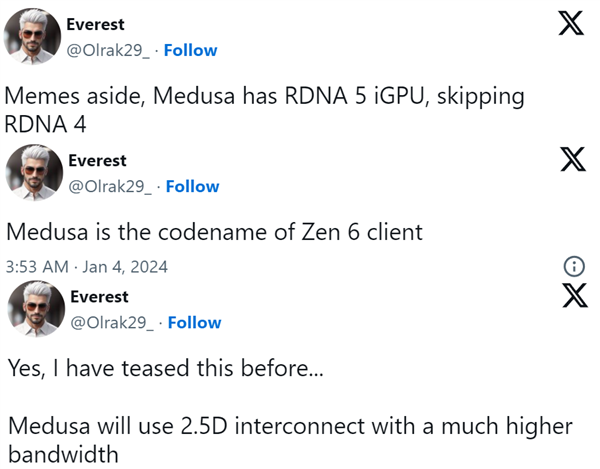 Everest
@Olrak29_ · Follow
Memes aside, Medusa has RDNA 5 iGPU, skipping
RDNA 4
Everest
@Olrak29_ · Follow
Medusa is the codename of Zen 6 client
3:53 AM · Jan 4, 2024
Everest
@Olrak29_ · Follow
Yes, I have teased this before...
Medusa will use 2.5D interconnect with a much higher
bandwidth